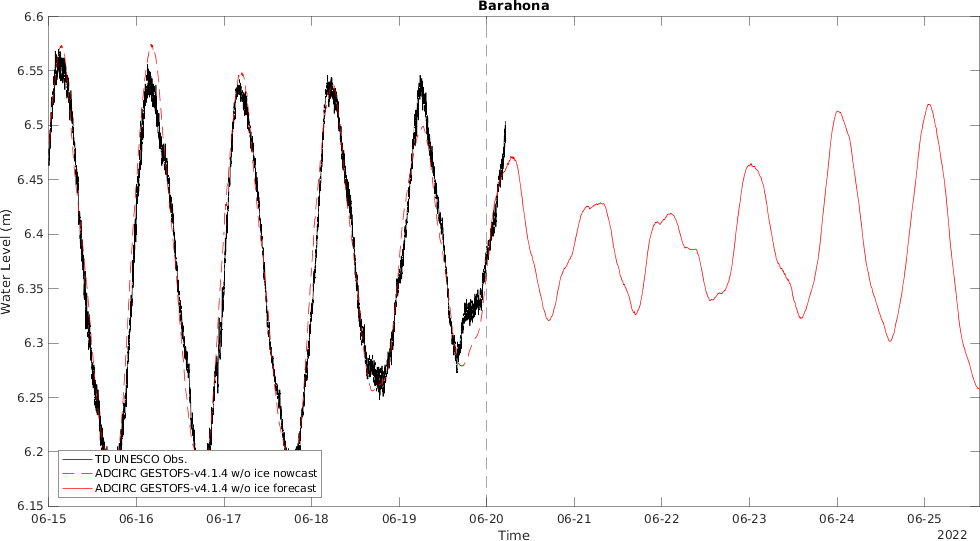 Barahona
6.6
6.55
6.5
6.45
6.4
6.35
6.3
6.25
6.2
6.15
Water Level (m)
TD UNESCO Obs.
ADCIRC GESTOFS-v4.1.4 w/o ice nowcast
ADCIRC GESTOFS-v4.1.4 w/o ice forecast
06-15 06-16 06-17 06-18 06-19 06-20 06-21 06-22 06-23 06-24 06-25
Time
2022